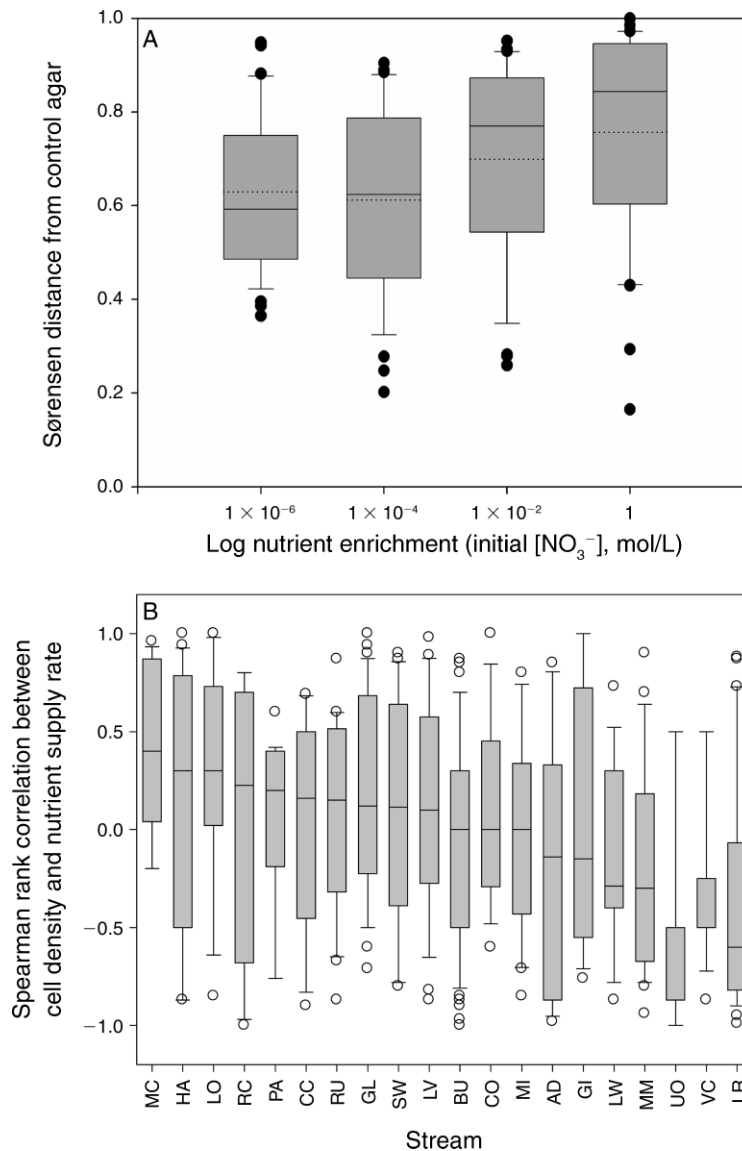 A
1.0
0.8
0.6
0.4
0.2
0.0
Sørensen distance from control agar
1 × 10⁻⁶ 1 × 10⁻⁴ 1 × 10⁻² 1
Log nutrient enrichment (initial [NO₃⁻], mol/L)
B
1.0
0.5
0.0
−0.5
−1.0
Spearman rank correlation between
cell density and nutrient supply rate
MC HA LO RC PA CC RU GL SW LV BU CO MI AD GI LW MM UO VC LR
Stream